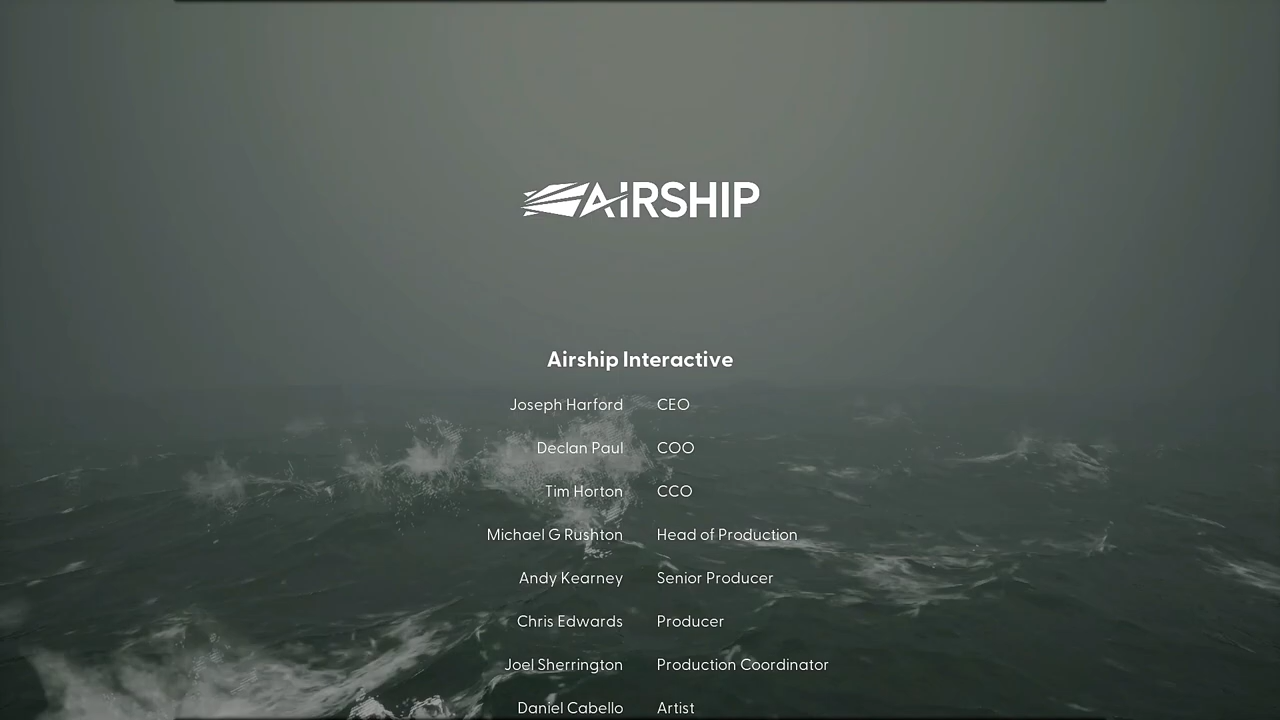 AIRSHIP
Airship Interactive
Joseph Harford CEO
Declan Paul COO
Tim Horton CCO
Michael G Rushton Head of Production
Andy Kearney Senior Producer
Chris Edwards Producer
Joel Sherrington Production Coordinator
Daniel Cabello Artist